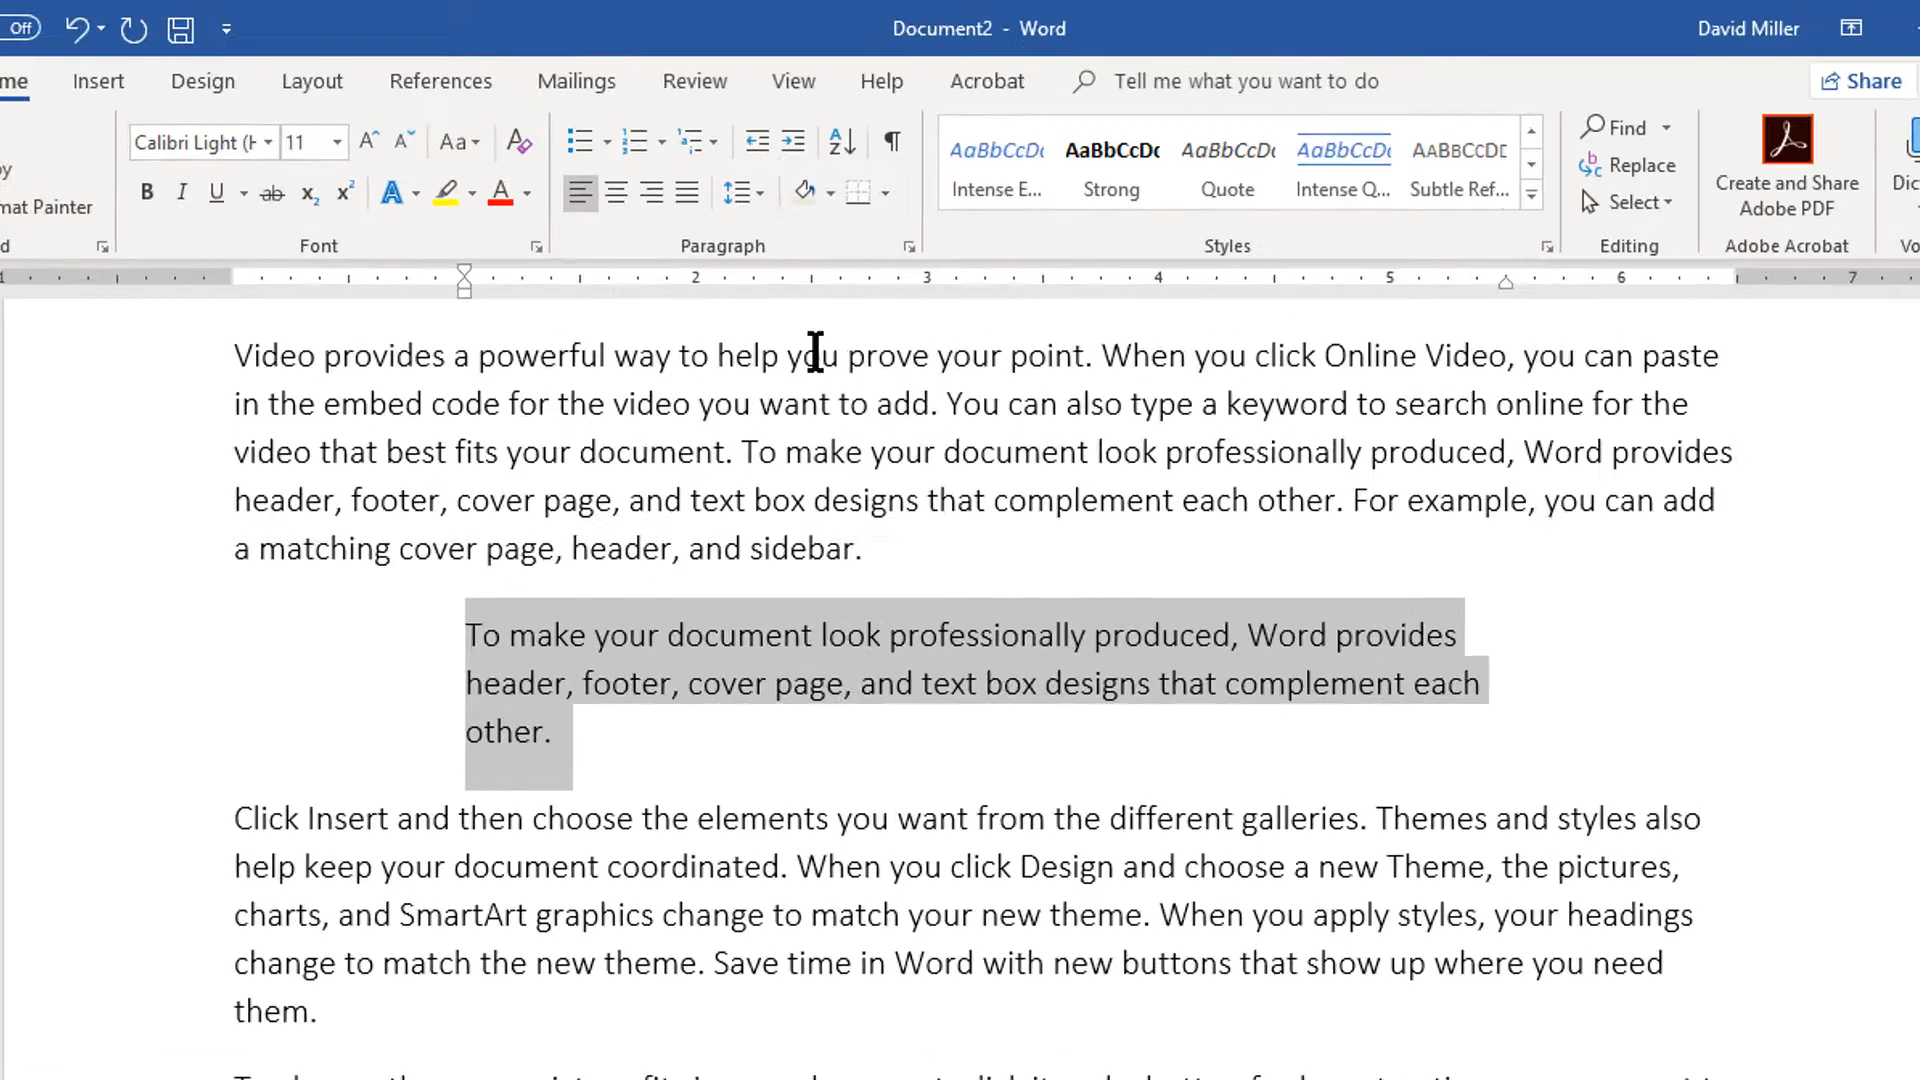 Off
Document2 - Word
David Miller
me Insert Design Layout References Mailings Review View Help Acrobat Tell me what you want to do Share
Calibri Light (H 11 Aa
AaBbCcDc AaBbCcDc AaBbCcDc AaBbCcDc AABBCCDE
Intense E... Strong Quote Intense Q... Subtle Ref...
Find
Replace
Select
Create and Share
Adobe PDF
Dic
y
mat Painter
B I U ab x₂ x² A A
d Font Paragraph Styles Editing Adobe Acrobat Vo
1 2 3 4 5 6 7
Video provides a powerful way to help you prove your point. When you click Online Video, you can paste
in the embed code for the video you want to add. You can also type a keyword to search online for the
video that best fits your document. To make your document look professionally produced, Word provides
header, footer, cover page, and text box designs that complement each other. For example, you can add
a matching cover page, header, and sidebar.
To make your document look professionally produced, Word provides
header, footer, cover page, and text box designs that complement each
other.
Click Insert and then choose the elements you want from the different galleries. Themes and styles also
help keep your document coordinated. When you click Design and choose a new Theme, the pictures,
charts, and SmartArt graphics change to match your new theme. When you apply styles, your headings
change to match the new theme. Save time in Word with new buttons that show up where you need
them.